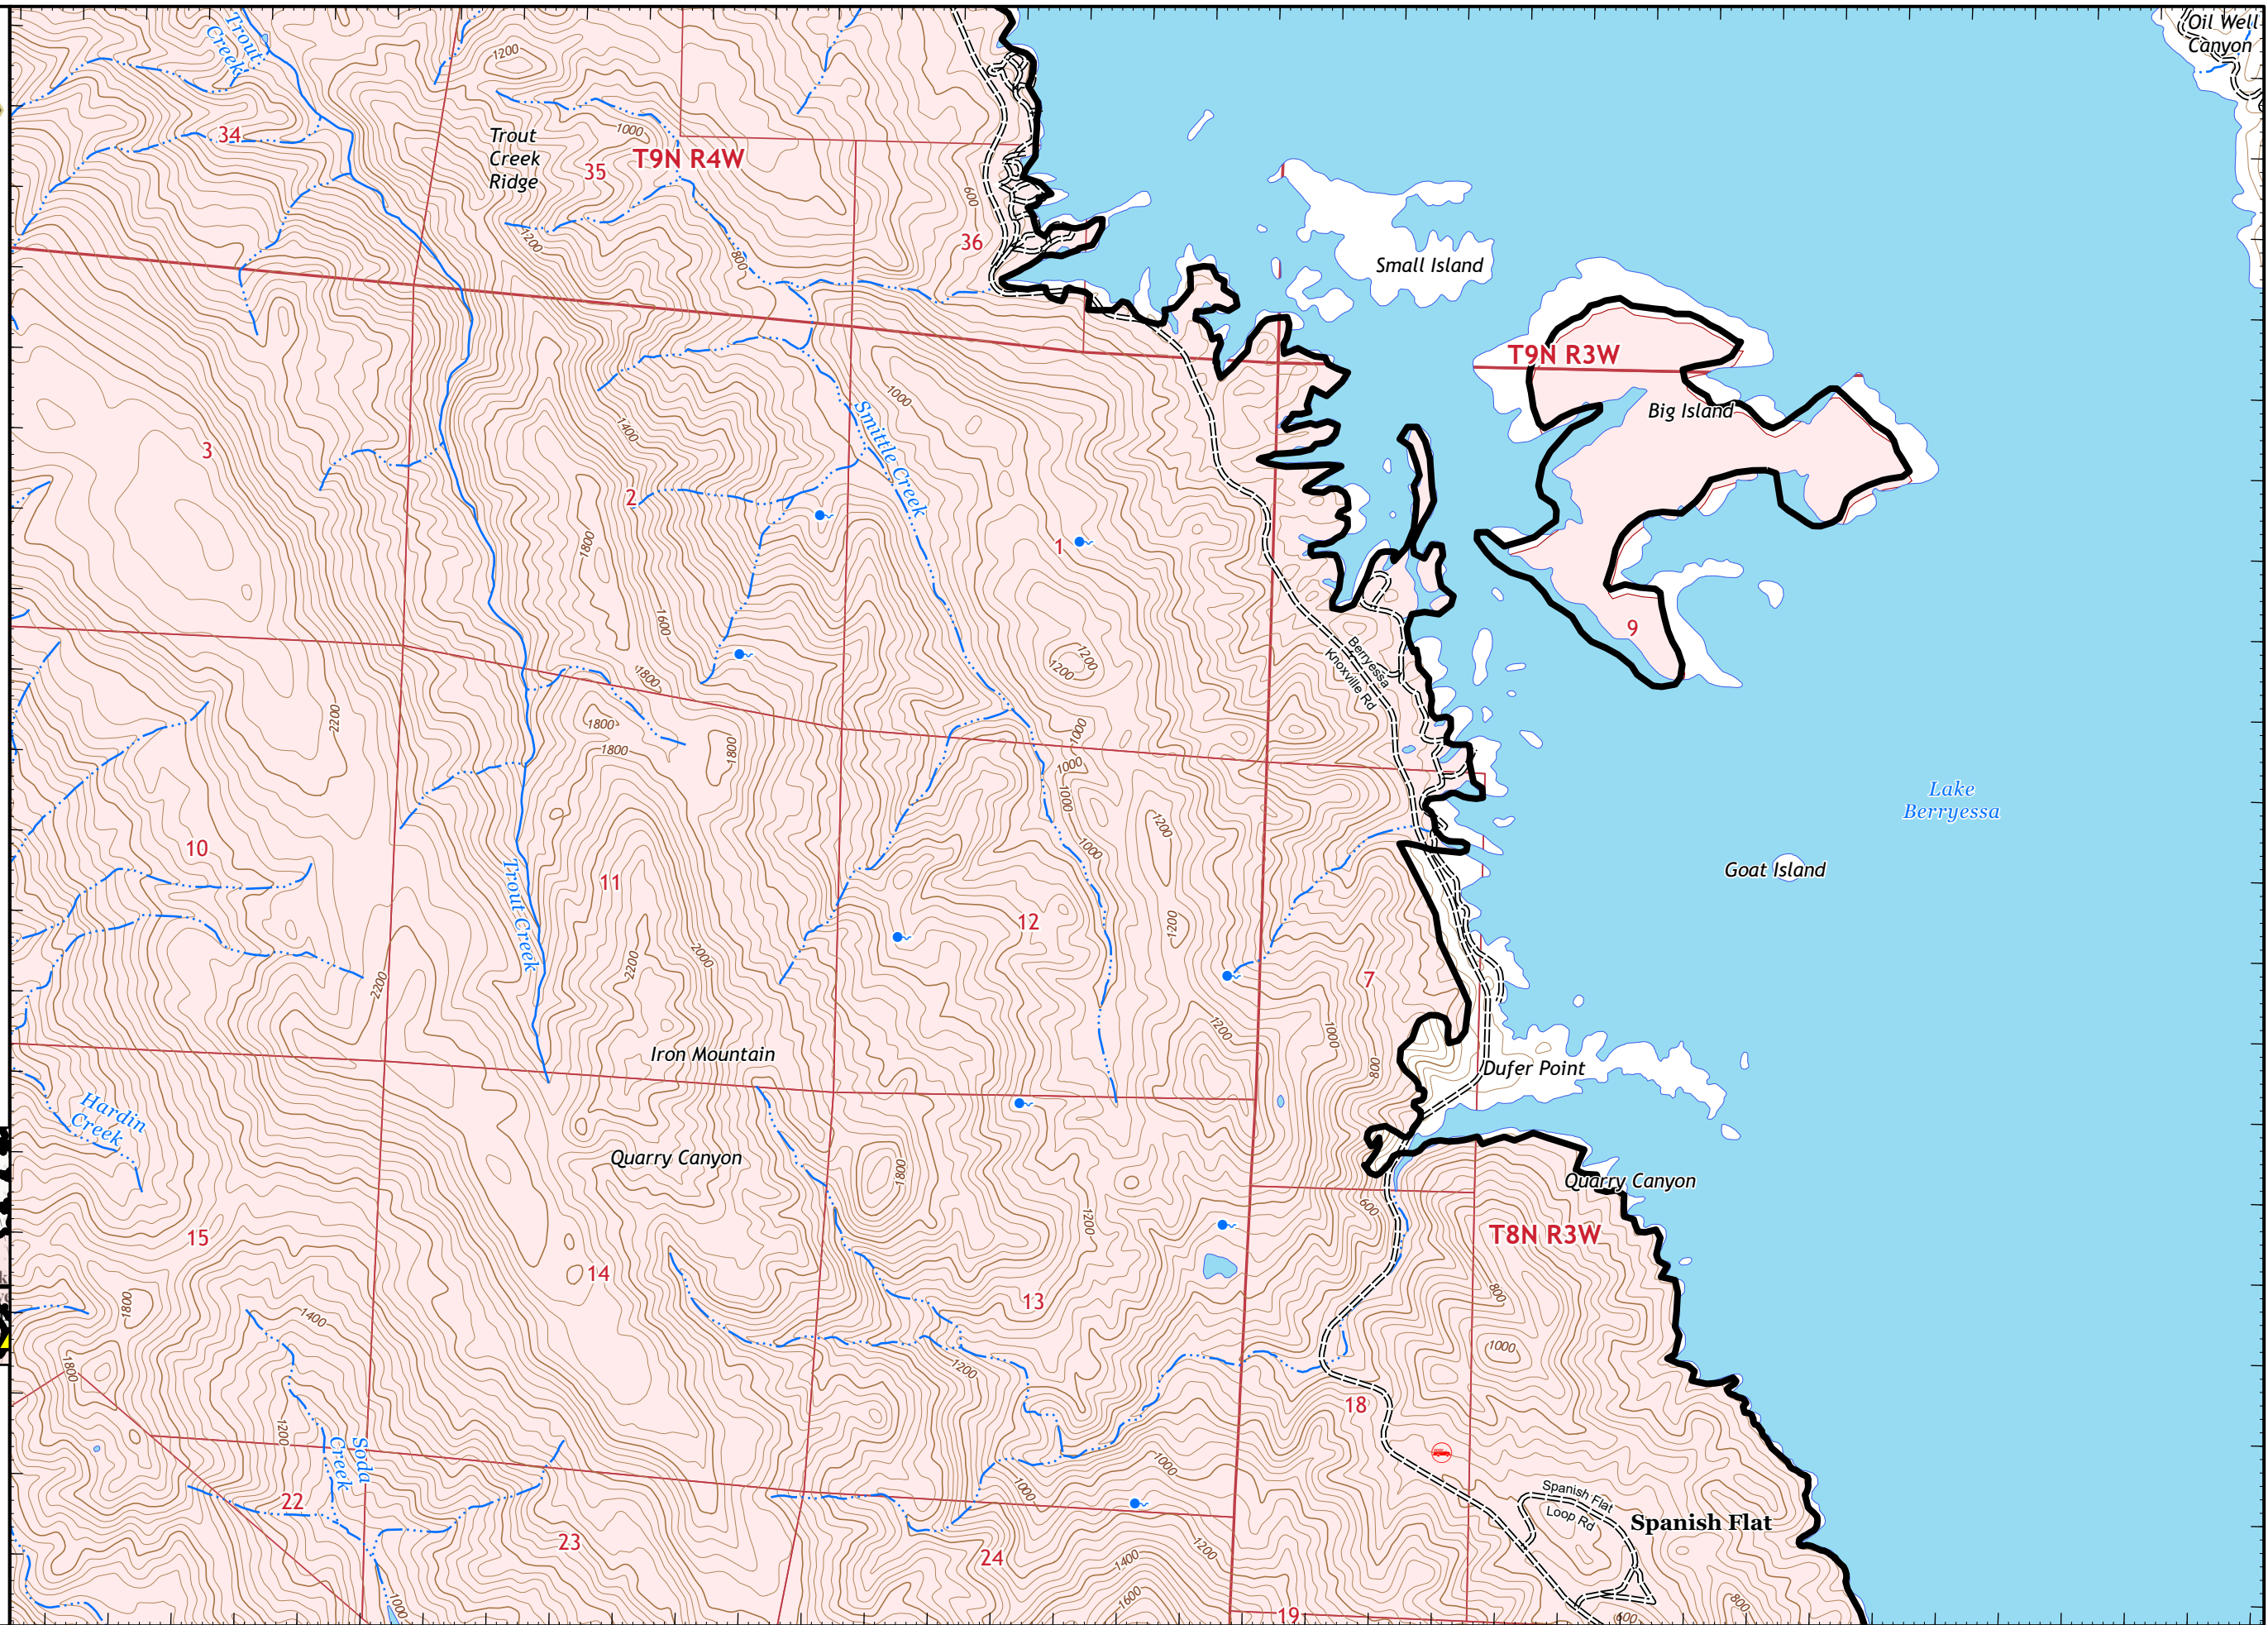 Oil Well
Canyon
Trout
Creek
1200
34
Trout
Creek
Ridge
1000
35
T9N R4W
600
36
1200
800
Small Island
T9N R3W
Big Island
1000
Smittle Creek
1400
3
2
1800
1
1600
9
Berryessa
Knoxville Rd
1200
1200
1800
2200
1800
1800
1800
1000
1000
1000
Lake
Berryessa
1200
1000
10
Goat Island
11
Trout Creek
12
1200
2200
2000
2200
7
1200
1000
800
Iron Mountain
Dufer Point
Hardin
Creek
Quarry Canyon
1800
Quarry Canyon
600
1200
T8N R3W
15
14
13
1800
1400
800
1000
1800
1200
18
1200
Soda
Creek
1000
1000
Spanish Flat
Loop Rd
Spanish Flat
22
23
24
1200
1400
1600
1000
19
600
800